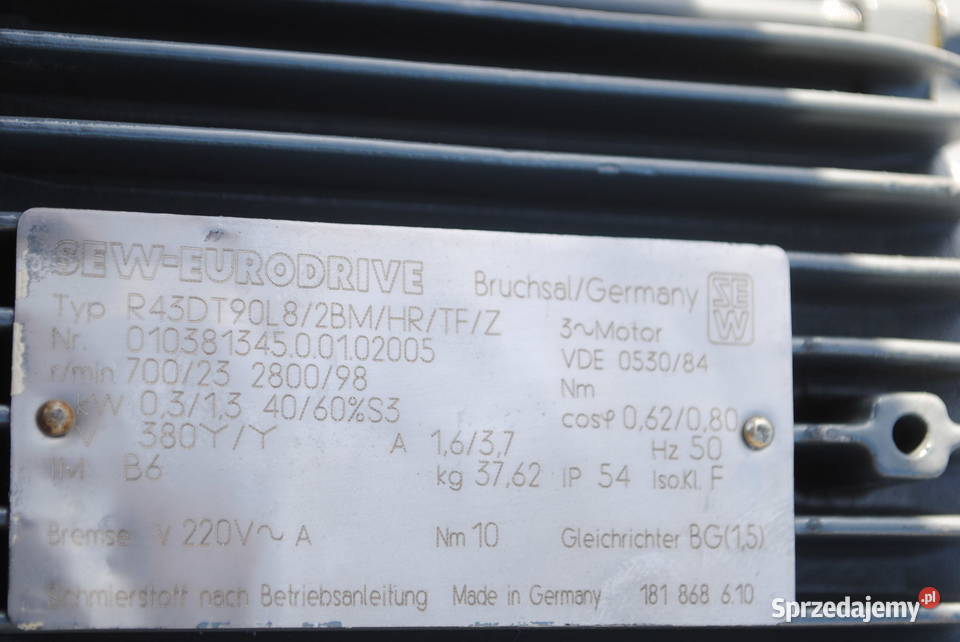 SEW-EURODRIVE Bruchsal/Germany SEW
Typ R43DT90L8/2BM/HR/TF/Z 3~Motor
Nr. 010381345.0.01.02005 VDE 0530/84
r/min 700/23 2800/98 Nm
kW 0,3/1,3 40/60%S3 cosφ 0,62/0,80
V 380Y/Y A 1,6/3,7 Hz 50
IM B6 kg 37,62 IP 54 Iso.Kl. F
Bremse V 220V~ A Nm 10 Gleichrichter BG(1,5)
Schmierstoff nach Betriebsanleitung Made in Germany 181 868 6.10
Sprzedajemy.pl